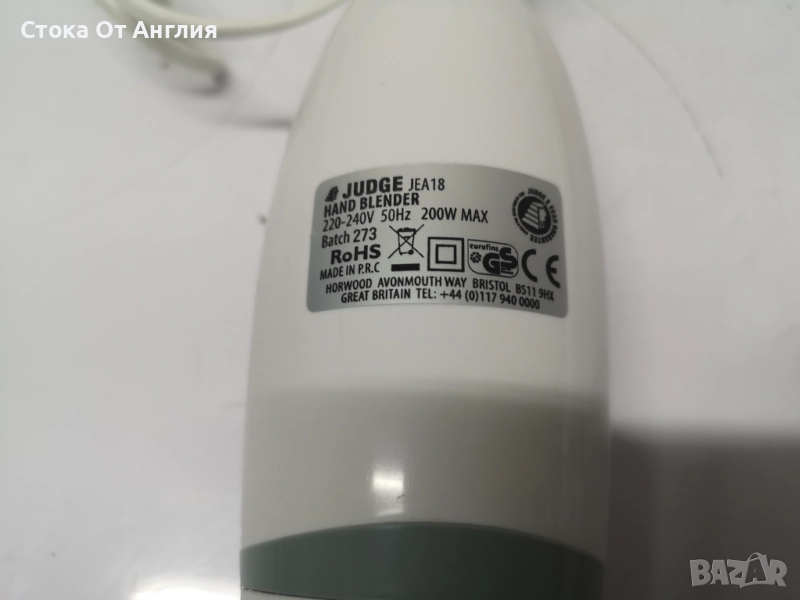 Стока От Англия
JUDGE JEA18
HAND BLENDER
220-240V 50Hz 200W MAX
Batch 273
RoHS
MADE IN P.R.C
eurofins
GS
CE
HORWOOD AVONMOUTH WAY BRISTOL BS11 9HX
GREAT BRITAIN TEL: +44 (0)117 940 0000
BAZAR